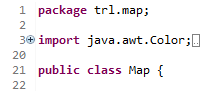 1 package trl.map;
2
3 import java.awt.Color;
20
21 public class Map {
22